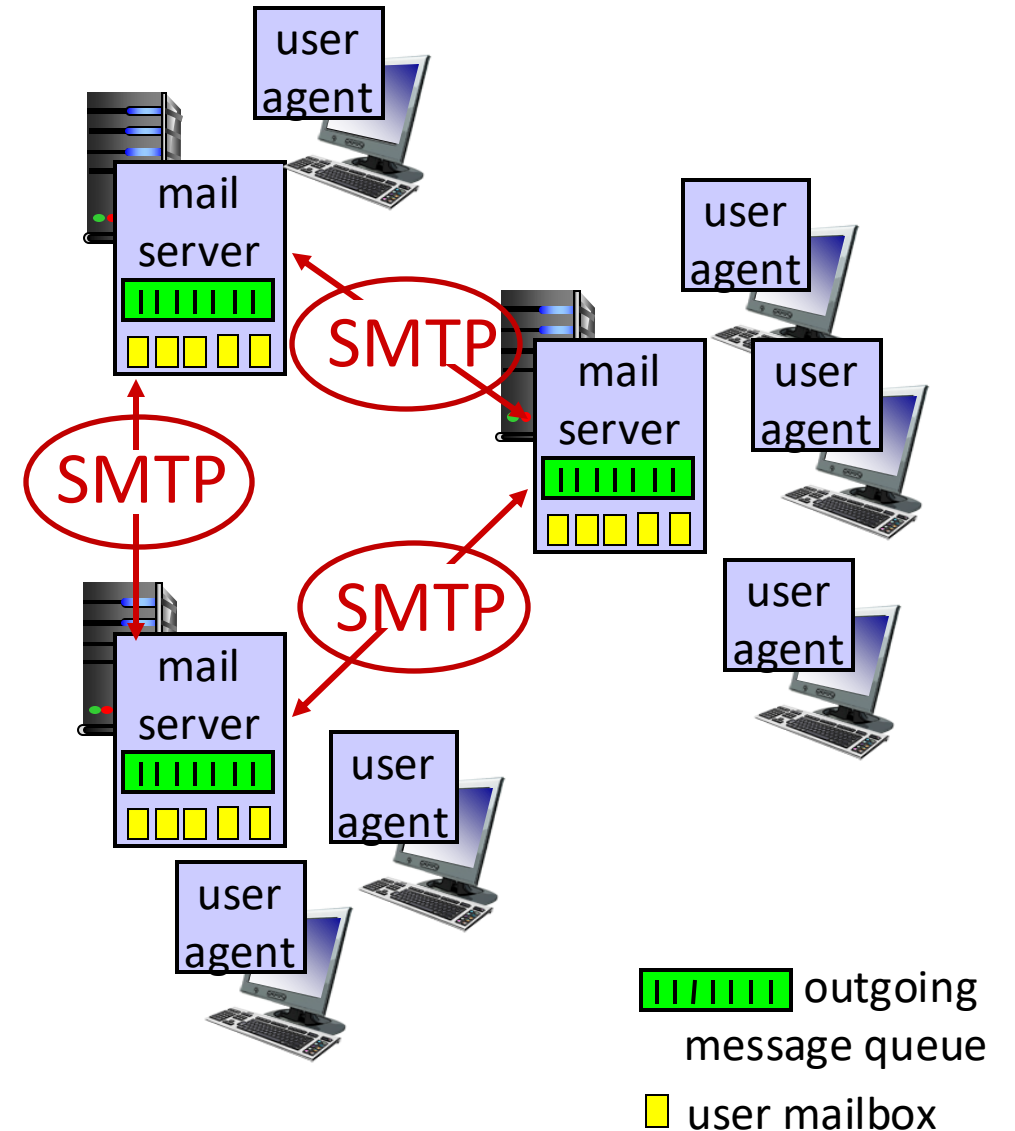 user
agent
mail
server
user
agent
SMTP
mail
server
user
agent
SMTP
user
agent
SMTP
mail
server
user
agent
user
agent
outgoing
message queue
user mailbox